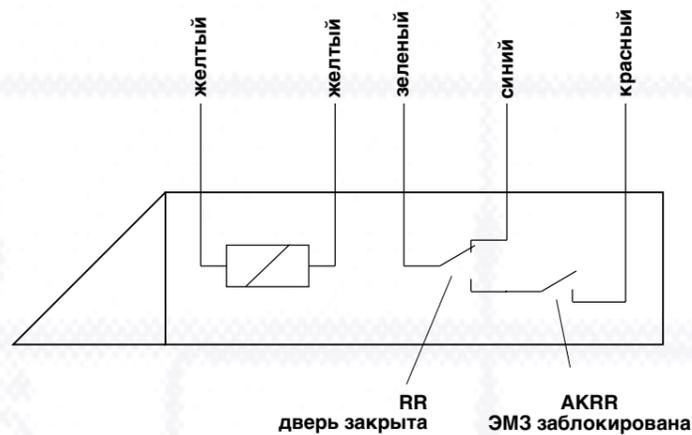 желтый
желтый
зеленый
синий
красный
RR
дверь закрыта
AKRR
ЭМЗ заблокирована